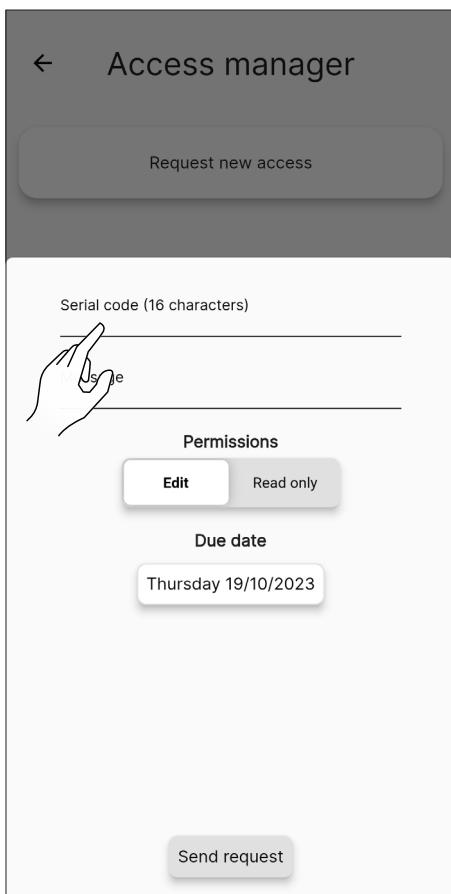 Access manager
Request new access
Serial code (16 characters)
Message
Permissions
Edit
Read only
Due date
Thursday 19/10/2023
Send request